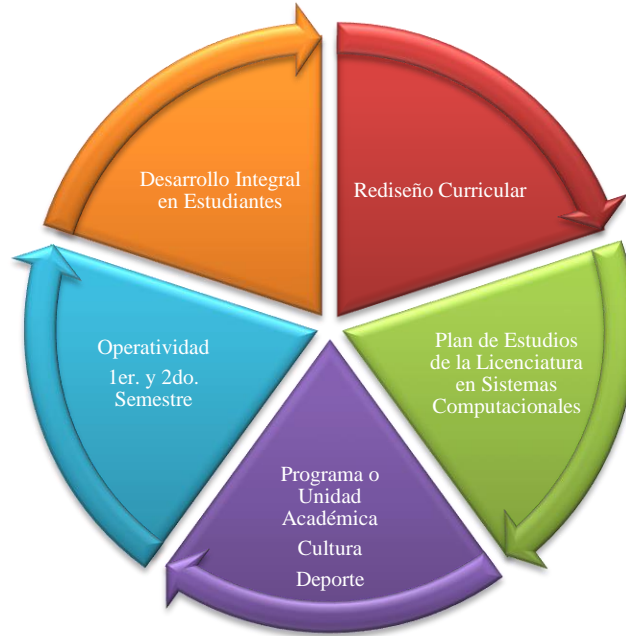 Desarrollo Integral
en Estudiantes
Rediseño Curricular
Operatividad
1er. y 2do.
Semestre
Plan de Estudios
de la Licenciatura
en Sistemas
Computacionales
Programa o
Unidad
Académica
Cultura
Deporte